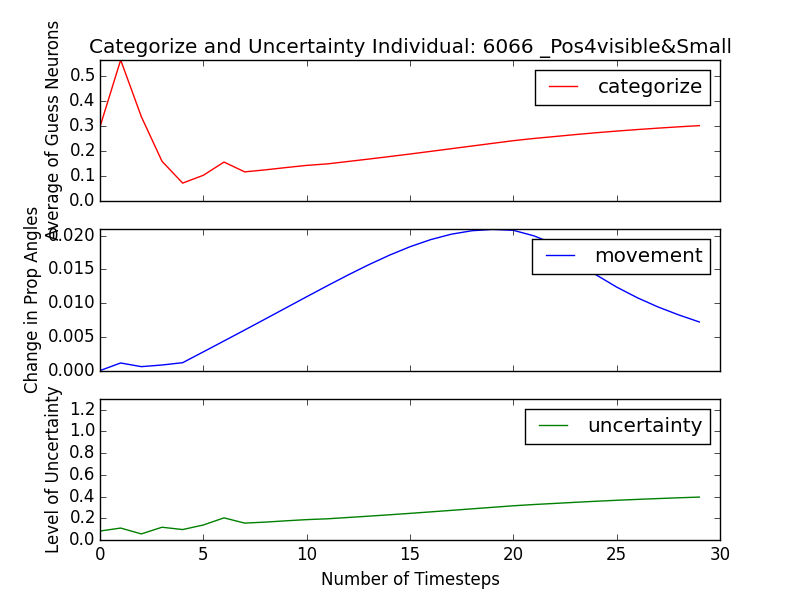 Categorize and Uncertainty Individual: 6066 _Pos4visible&Small
Average of Guess Neurons
0.5
0.4
0.3
0.2
0.1
0.0
categorize
Change in Prop Angles
0.020
0.015
0.010
0.005
0.000
movement
Level of Uncertainty
1.2
1.0
0.8
0.6
0.4
0.2
0.0
uncertainty
0 5 10 15 20 25 30
Number of Timesteps